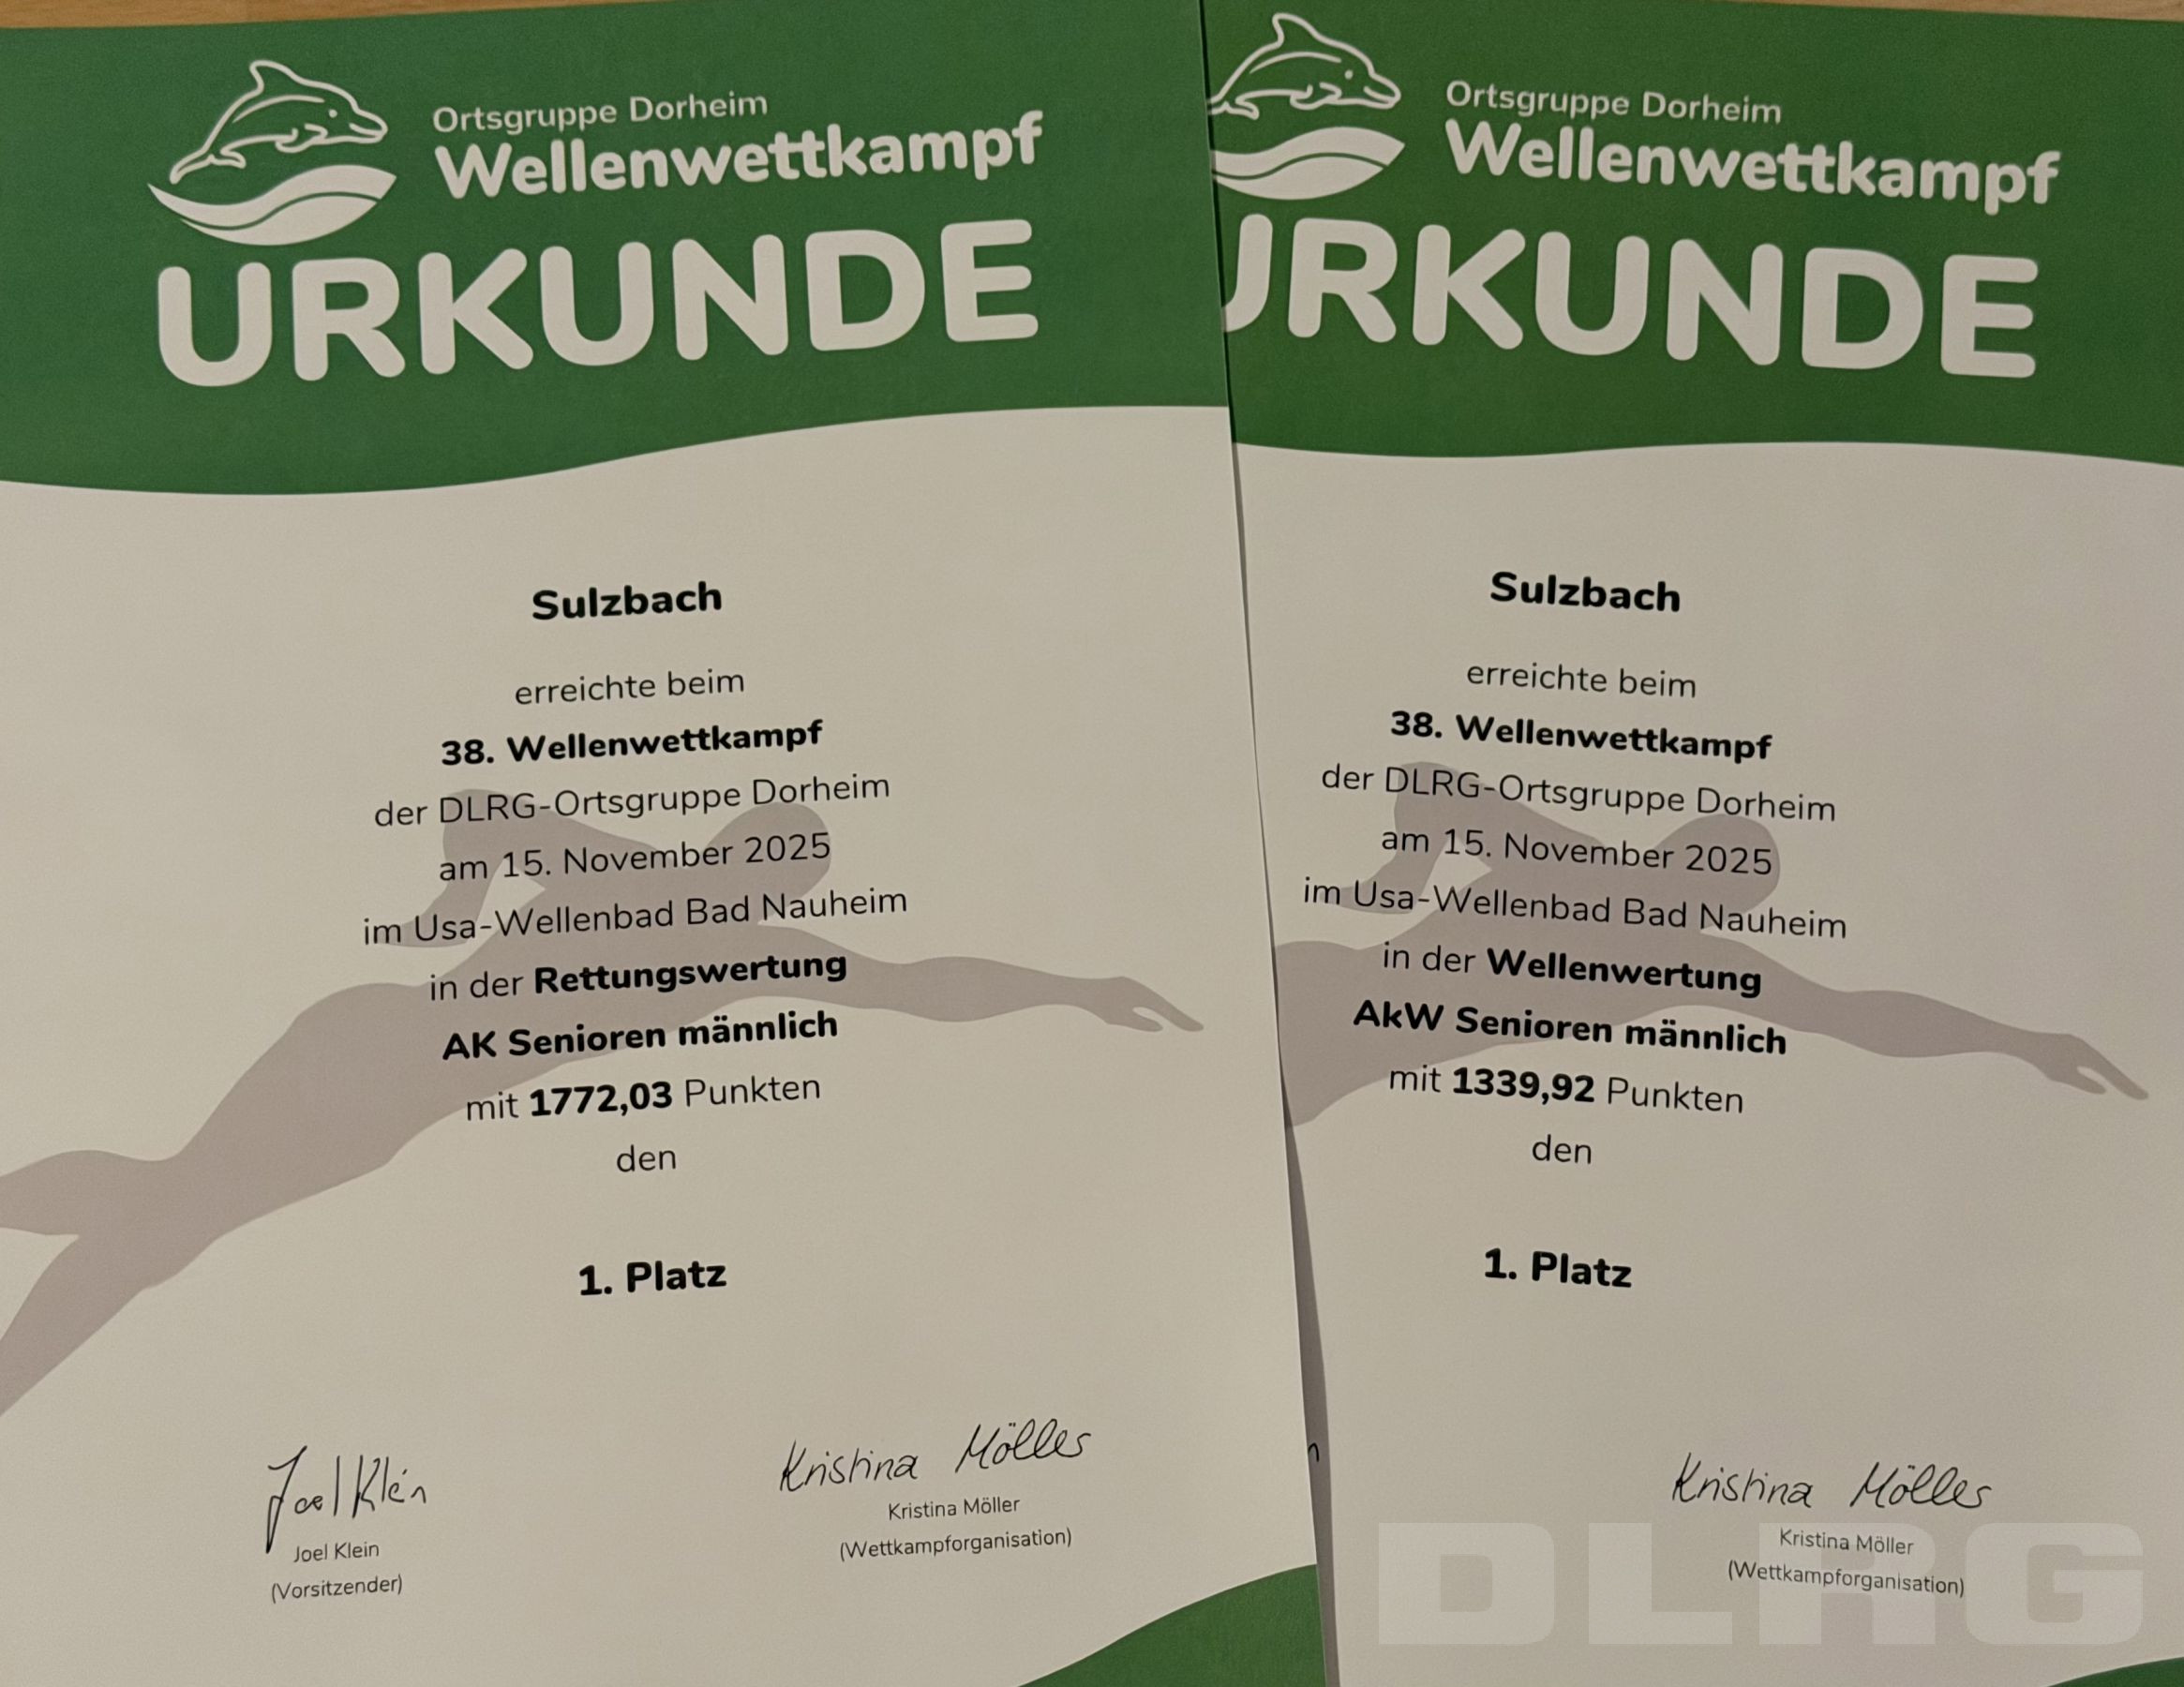 Ortsgruppe Dorheim
Wellenwettkampf
URKUNDE
Sulzbach
erreichte beim
38. Wellenwettkampf
der DLRG-Ortsgruppe Dorheim
am 15. November 2025
im Usa-Wellenbad Bad Nauheim
in der Rettungswertung
AK Senioren männlich
mit 1772,03 Punkten
den
1. Platz
Joel Klein
Joel Klein
(Vorsitzender)
Kristina Möller
Kristina Möller
(Wettkampforganisation)
Ortsgruppe Dorheim
Wellenwettkampf
URKUNDE
Sulzbach
erreichte beim
38. Wellenwettkampf
der DLRG-Ortsgruppe Dorheim
am 15. November 2025
im Usa-Wellenbad Bad Nauheim
in der Wellenwertung
AkW Senioren männlich
mit 1339,92 Punkten
den
1. Platz
Kristina Möller
Kristina Möller
(Wettkampforganisation)
DLRG